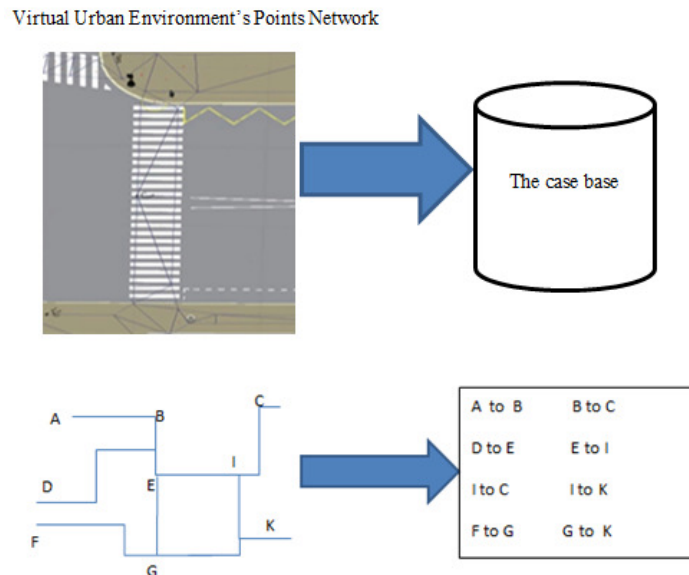 Virtual Urban Environment's Points Network
The case base
A
B
C
D
E
I
F
G
K
A to B B to C
D to E E to I
I to C I to K
F to G G to K